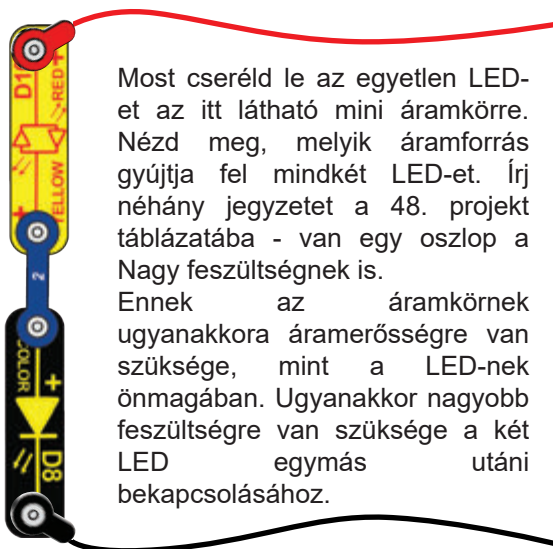 D10
RED+
+
YELLOW
2
COLOR
+
D8
Most cseréld le az egyetlen LED-
et az itt látható mini áramkörre.
Nézd meg, melyik áramforrás
gyújtja fel mindkét LED-et. Írj
néhány jegyzetet a 48. projekt
táblázatába - van egy oszlop a
Nagy feszültségnek is.
Ennek az áramkörnek
ugyanakkora áramerősségre van
szüksége, mint a LED-nek
önmagában. Ugyanakkor nagyobb
feszültségre van szüksége a két
LED egymás utáni
bekapcsolásához.